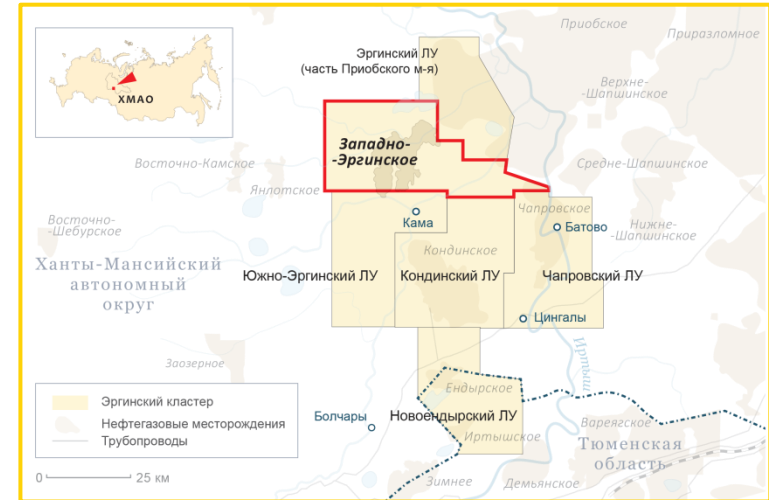 Приобское
Приразломное
Эргинский ЛУ
(часть Приобского м-я)
ХМАО
Верхне-
-Шапшинское
Западно-
-Эргинское
Восточно-Камское
Средне-Шапшинское
Янлотское
Чапровское
Кама
Батово
Восточно-
-Шебурское
Нижне-
-Шапшинское
Кондинское
Ханты-Мансийский
автономный
округ
Южно-Эргинский ЛУ
Кондинский ЛУ
Чапровский ЛУ
Цингалы
Иртыш
Заозерное
Ендырское
Эргинский кластер
Нефтегазовые месторождения
Трубопроводы
Болчары
Новоендырский ЛУ
Иртышское
Вареягское
Тюменская
область
0
25 км
Зимнее
Демьянское